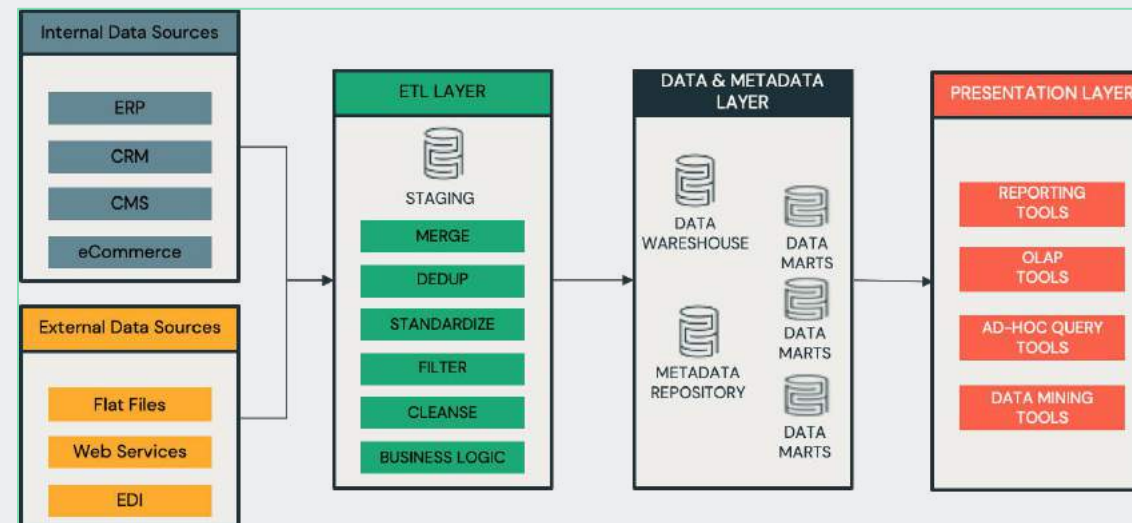 Internal Data Sources
ERP
CRM
CMS
eCommerce
External Data Sources
Flat Files
Web Services
EDI
ETL LAYER
STAGING
MERGE
DEDUP
STANDARDIZE
FILTER
CLEANSE
BUSINESS LOGIC
DATA & METADATA
LAYER
DATA
WARESHOUSE
METADATA
REPOSITORY
DATA
MARTS
DATA
MARTS
DATA
MARTS
PRESENTATION LAYER
REPORTING
TOOLS
OLAP
TOOLS
AD-HOC QUERY
TOOLS
DATA MINING
TOOLS